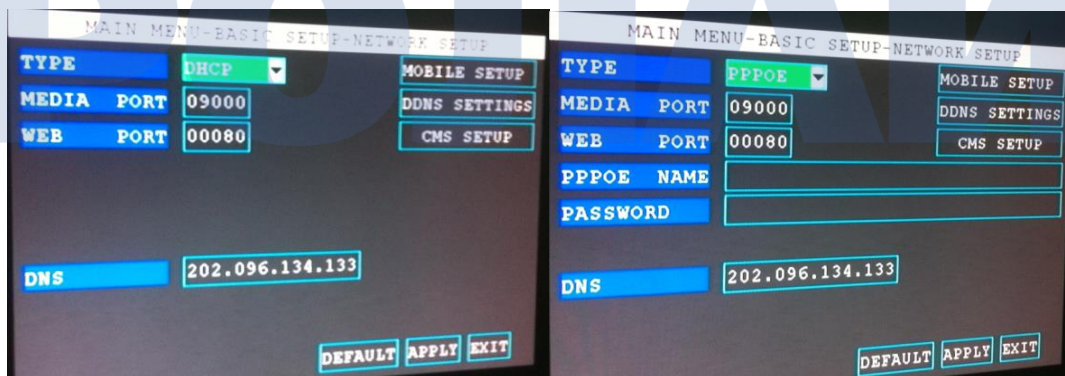 MAIN MENU-BASIC SETUP-NETWORK SETUP
TYPE DHCP MOBILE SETUP
MEDIA PORT 09000 DDNS SETTINGS
WEB PORT 00080 CMS SETUP
DNS 202.096.134.133
DEFAULT APPLY EXIT
MAIN MENU-BASIC SETUP-NETWORK SETUP
TYPE PPPOE MOBILE SETUP
MEDIA PORT 09000 DDNS SETTINGS
WEB PORT 00080 CMS SETUP
PPPOE NAME
PASSWORD
DNS 202.096.134.133
DEFAULT APPLY EXIT